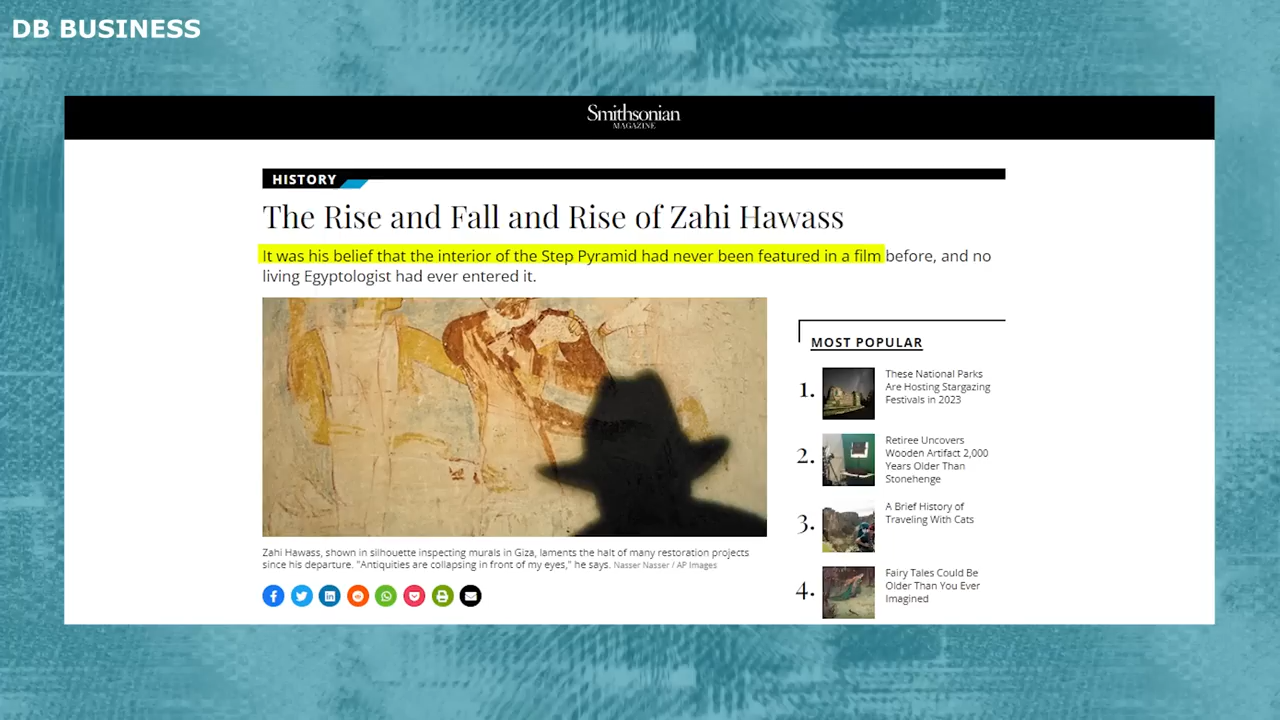 DB BUSINESS
Smithsonian
MAGAZINE
HISTORY
The Rise and Fall and Rise of Zahi Hawass
It was his belief that the interior of the Step Pyramid had never been featured in a film before, and no
living Egyptologist had ever entered it.
Zahi Hawass, shown in silhouette inspecting murals in Giza, laments the halt of many restoration projects
since his departure. "Antiquities are collapsing in front of my eyes," he says. Nasser Nasser / AP Images
MOST POPULAR
1.
These National Parks
Are Hosting Stargazing
Festivals in 2023
2.
Retiree Uncovers
Wooden Artifact 2,000
Years Older Than
Stonehenge
3.
A Brief History of
Traveling With Cats
4.
Fairy Tales Could Be
Older Than You Ever
Imagined